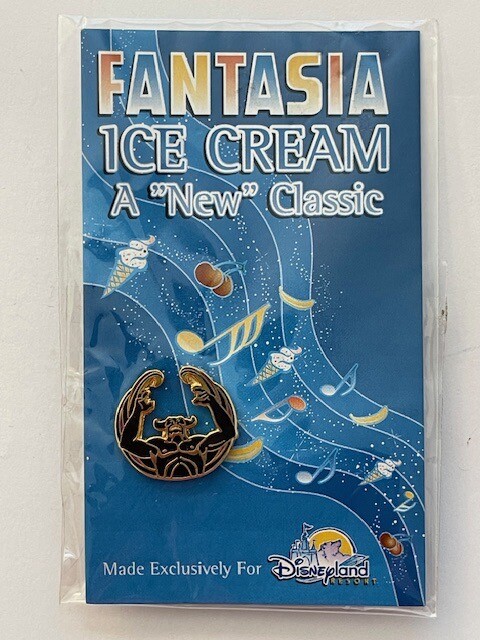 FANTASIA
ICE CREAM
A "New" Classic
Made Exclusively For
Disneyland
RESORT